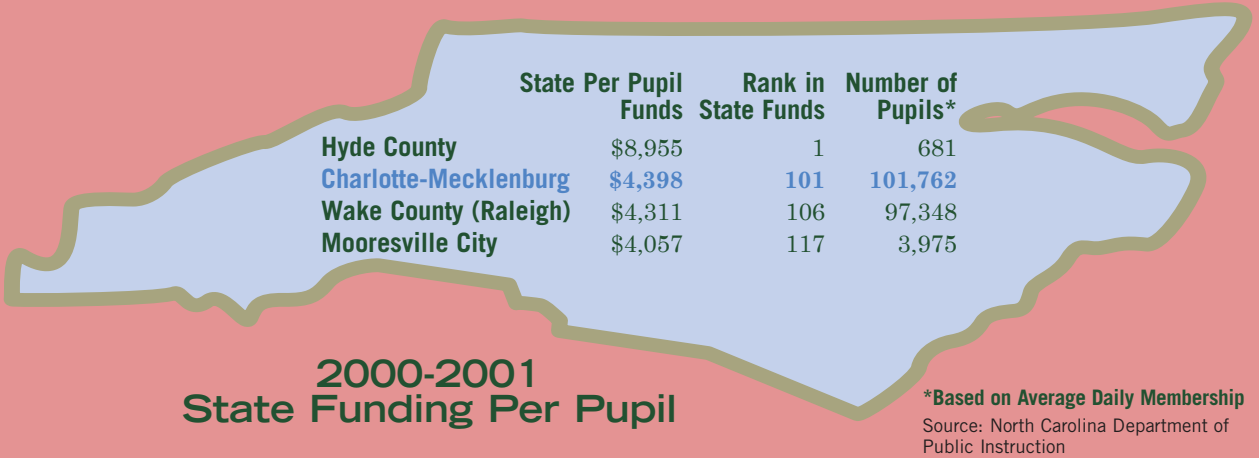 State Per Pupil Rank in Number of
Funds State Funds Pupils*
Hyde County $8,955 1 681
Charlotte-Mecklenburg $4,398 101 101,762
Wake County (Raleigh) $4,311 106 97,348
Mooresville City $4,057 117 3,975
2000-2001
State Funding Per Pupil
*Based on Average Daily Membership
Source: North Carolina Department of
Public Instruction